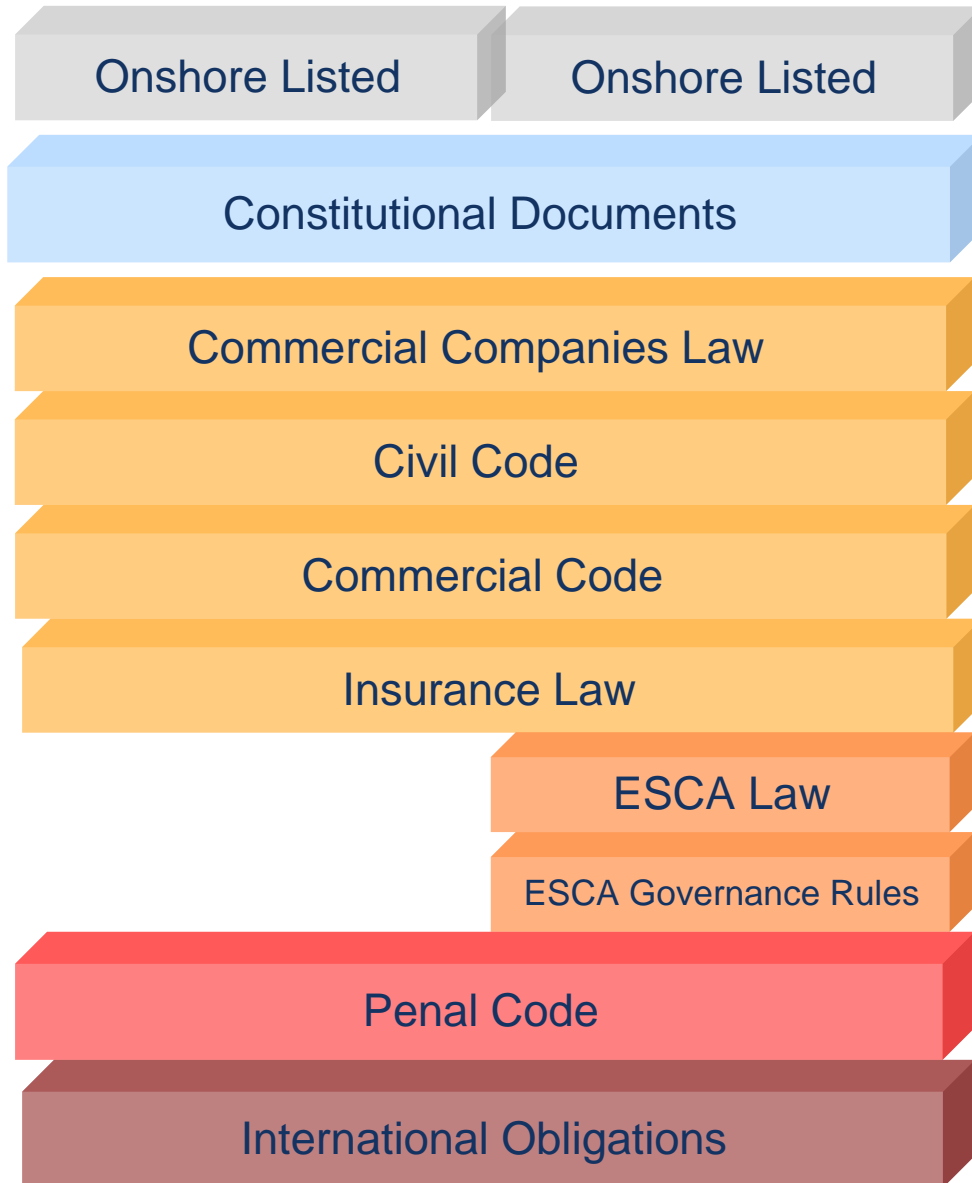 Onshore Listed
Onshore Listed
Constitutional Documents
Commercial Companies Law
Civil Code
Commercial Code
Insurance Law
ESCA Law
ESCA Governance Rules
Penal Code
International Obligations